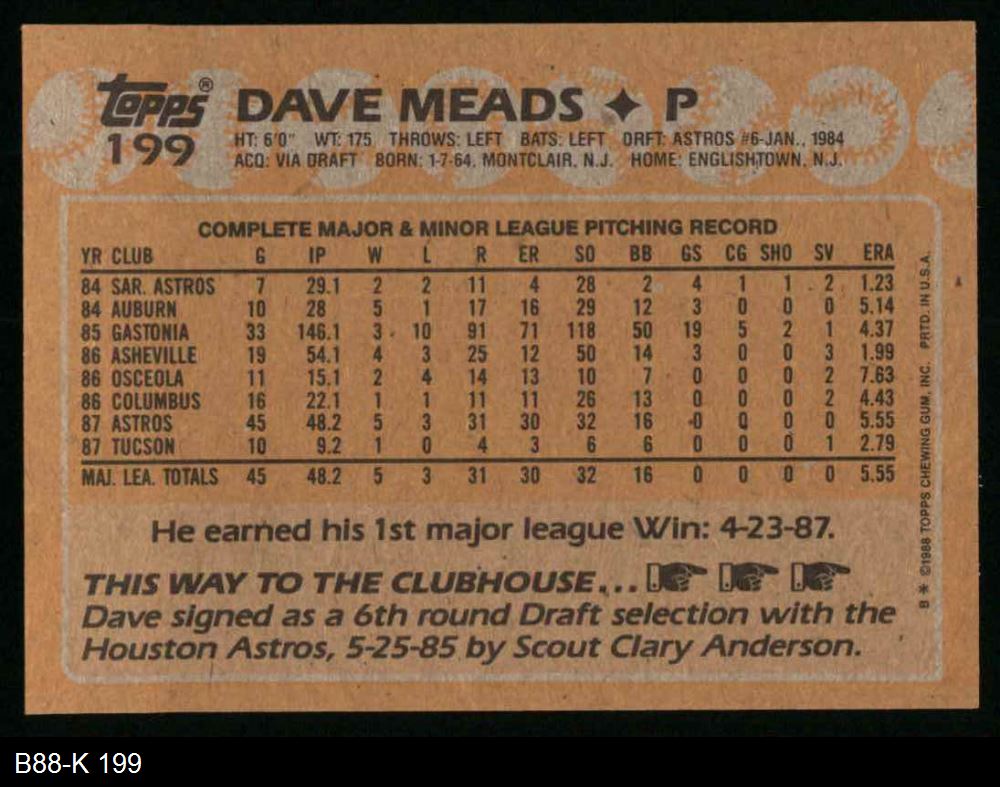 topps®
199
DAVE MEADS ✦ P
HT: 6'0" WT: 175 THROWS: LEFT BATS: LEFT DRFT: ASTROS #6-JAN., 1984
ACQ: VIA DRAFT BORN: 1-7-64, MONTCLAIR, N.J. HOME: ENGLISHTOWN, N.J.
COMPLETE MAJOR & MINOR LEAGUE PITCHING RECORD
YR CLUB G IP W L R ER SO BB GS CG SHO SV ERA
84 SAR. ASTROS 7 29.1 2 2 11 4 28 2 4 1 1 2 1.23
84 AUBURN 10 28 5 1 17 16 29 12 3 0 0 0 5.14
85 GASTONIA 33 146.1 3 10 91 71 118 50 19 5 2 1 4.37
86 ASHEVILLE 19 54.1 4 3 25 12 50 14 3 0 0 3 1.99
86 OSCEOLA 11 15.1 2 4 14 13 10 7 0 0 0 2 7.63
86 COLUMBUS 16 22.1 1 1 11 11 26 13 0 0 0 2 4.43
87 ASTROS 45 48.2 5 3 31 30 32 16 0 0 0 0 5.55
87 TUCSON 10 9.2 1 0 4 3 6 6 0 0 0 1 2.79
MAJ. LEA. TOTALS 45 48.2 5 3 31 30 32 16 0 0 0 0 5.55
He earned his 1st major league Win: 4-23-87.
THIS WAY TO THE CLUBHOUSE...
Dave signed as a 6th round Draft selection with the
Houston Astros, 5-25-85 by Scout Clary Anderson.
B * ©1988 TOPPS CHEWING GUM, INC. PRTD. IN U.S.A.
B88-K 199